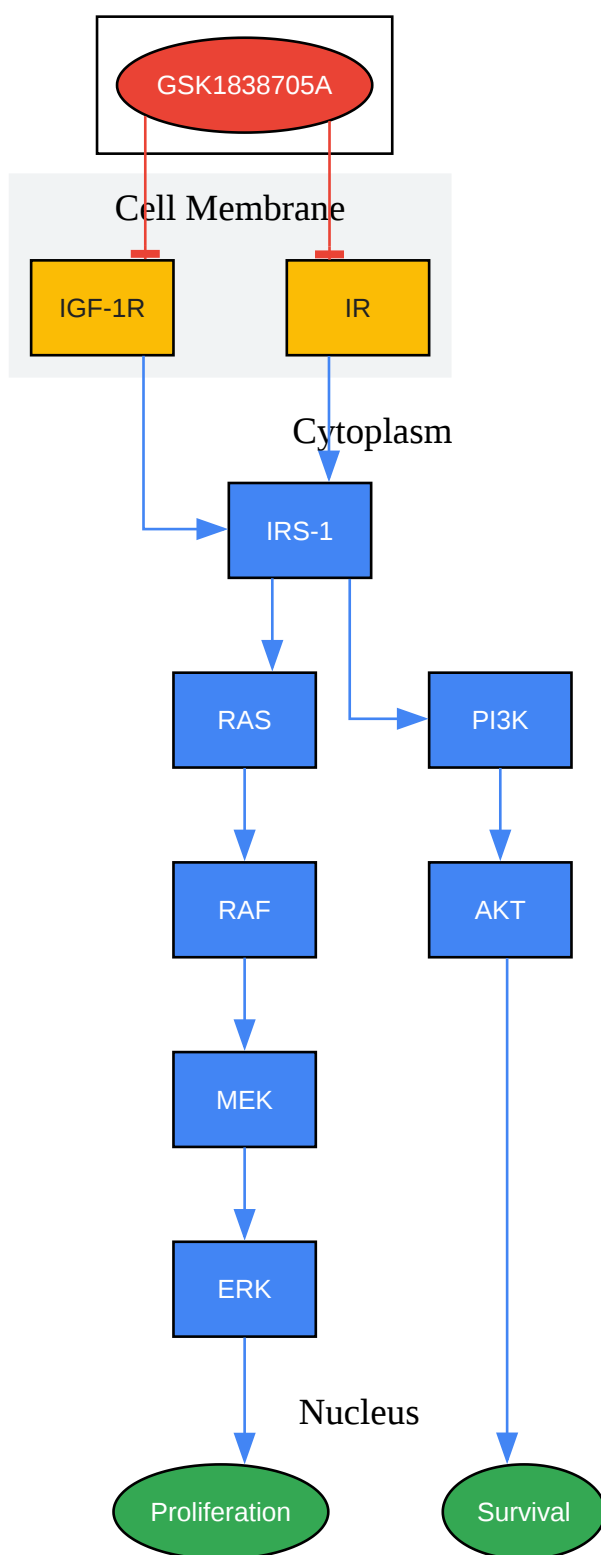 GSK1838705A
Cell Membrane
IGF-1R
IR
Cytoplasm
IRS-1
RAS
PI3K
RAF
AKT
MEK
ERK
Nucleus
Proliferation
Survival